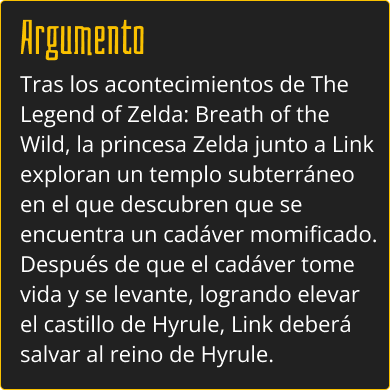 Argumento
Tras los acontecimientos de The
Legend of Zelda: Breath of the
Wild, la princesa Zelda junto a Link
exploran un templo subterráneo
en el que descubren que se
encuentra un cadáver momificado.
Después de que el cadáver tome
vida y se levante, logrando elevar
el castillo de Hyrule, Link deberá
salvar al reino de Hyrule.